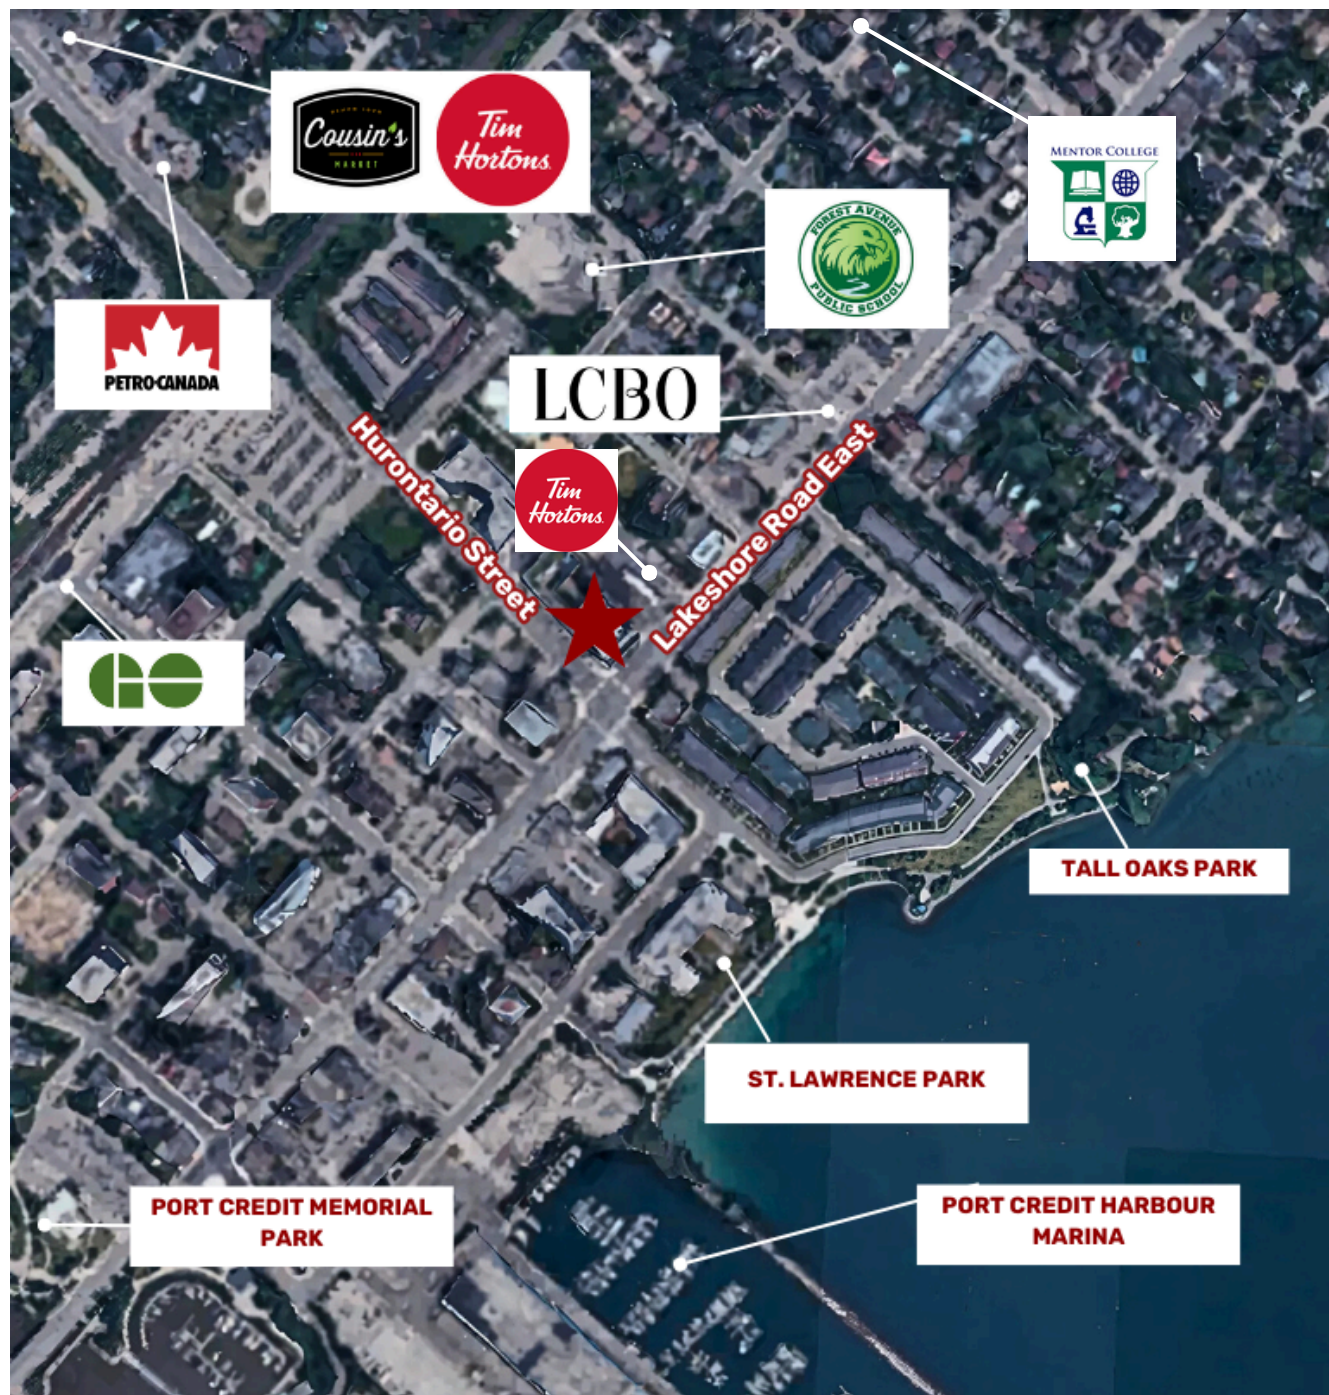 Cousin's
MARKET
Tim
Hortons
MENTOR COLLEGE
FOREST AVENUE
PUBLIC SCHOOL
PETRO-CANADA
LCBO
Hurontario Street
Tim
Hortons
Lakeshore Road East
GO
TALL OAKS PARK
ST. LAWRENCE PARK
PORT CREDIT MEMORIAL
PARK
PORT CREDIT HARBOUR
MARINA